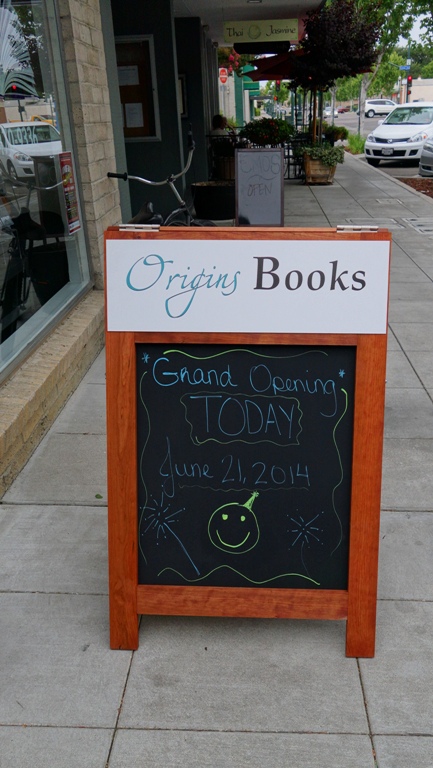 Thai Jasmine
OPEN
Origins Books
Grand Opening
TODAY
June 21, 2014